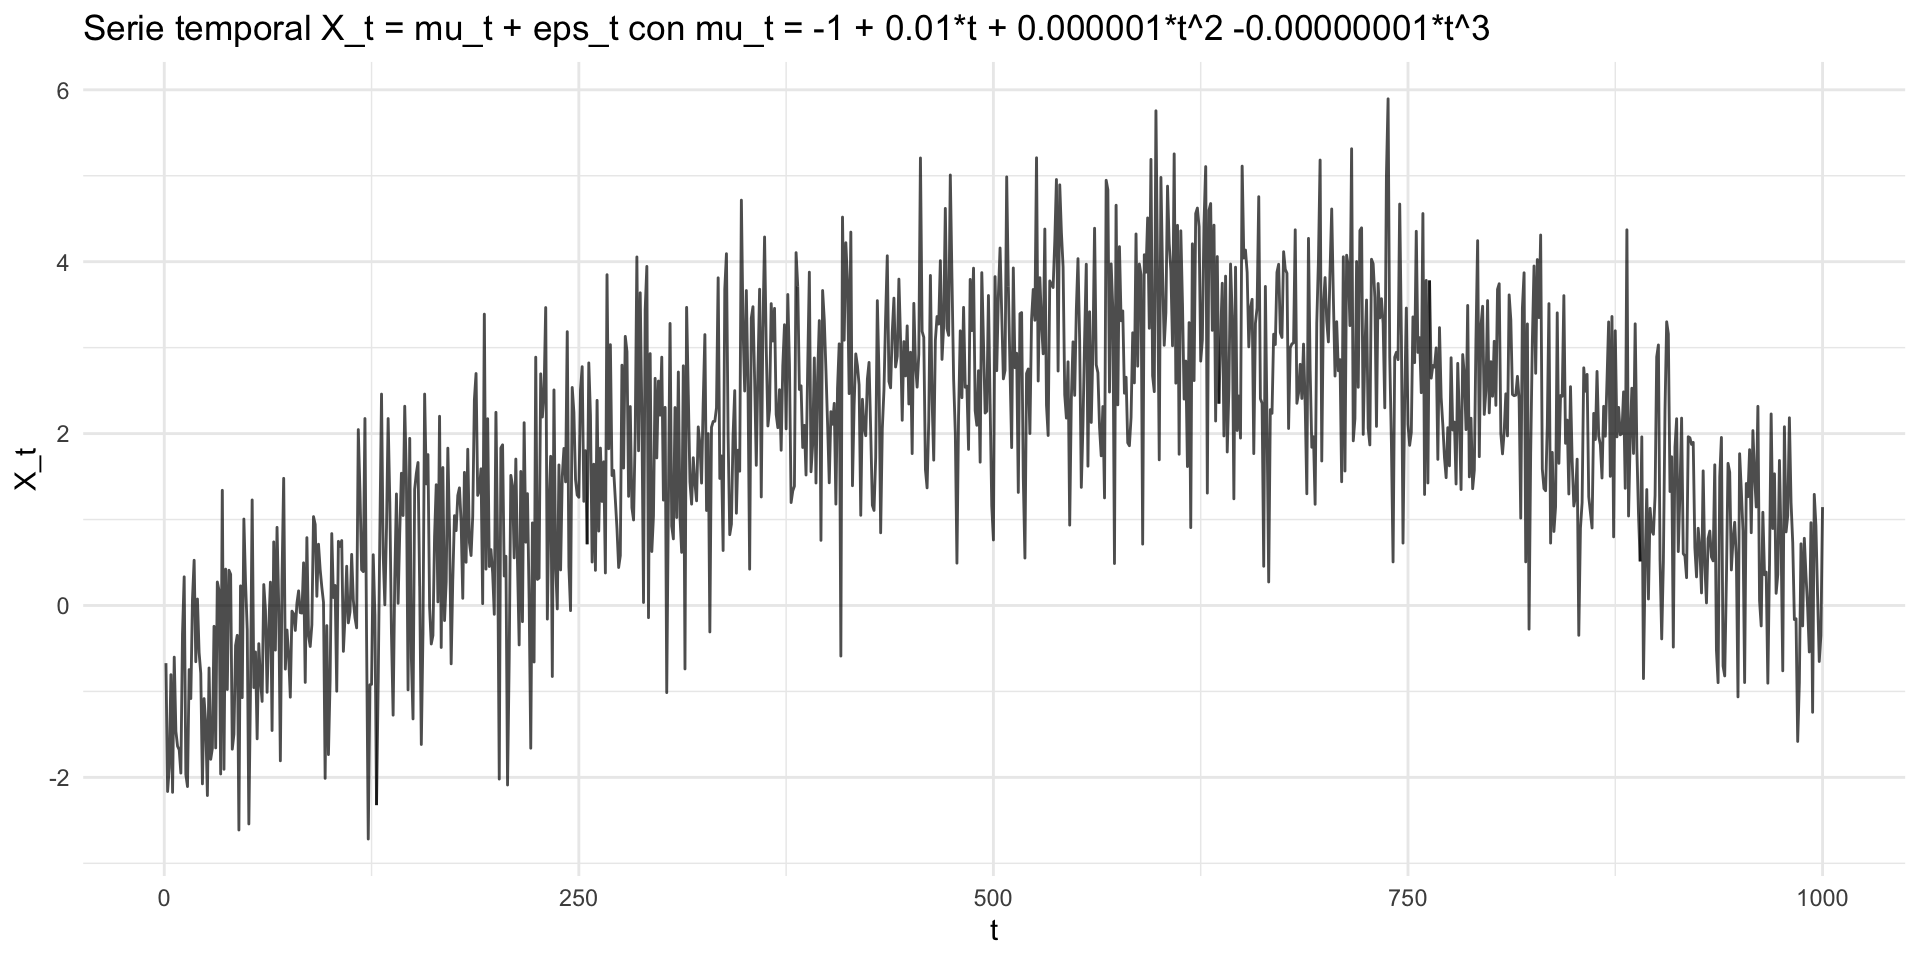 Serie temporal X_t = mu_t + eps_t con mu_t = -1 + 0.01*t + 0.000001*t^2 -0.00000001*t^3
6
4
2
0
-2
X_t
0 250 500 750 1000
t